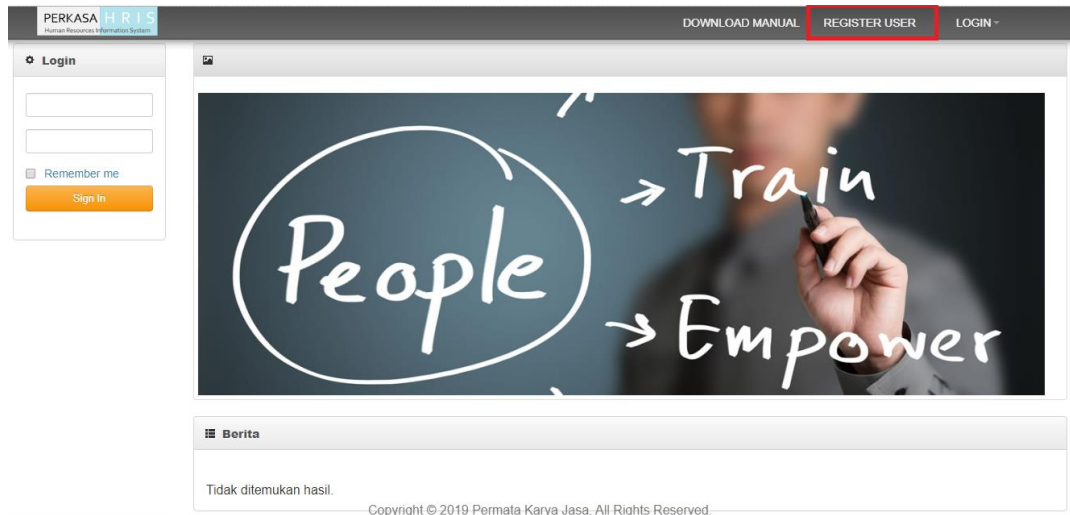 PERKASA HRIS
Human Resources Information System
DOWNLOAD MANUAL REGISTER USER LOGIN
Login
Remember me
Sign In
People
Train
Empower
Berita
Tidak ditemukan hasil.
Copyright © 2019 Permata Karya Jasa. All Rights Reserved.